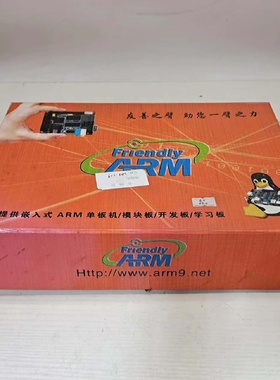 友善之臂 助您一臂之力
Friendly
ARM
提供嵌入式 ARM 单板机/模块板/开发板/学习板
Friendly
ARM
Http://www.arm9.net